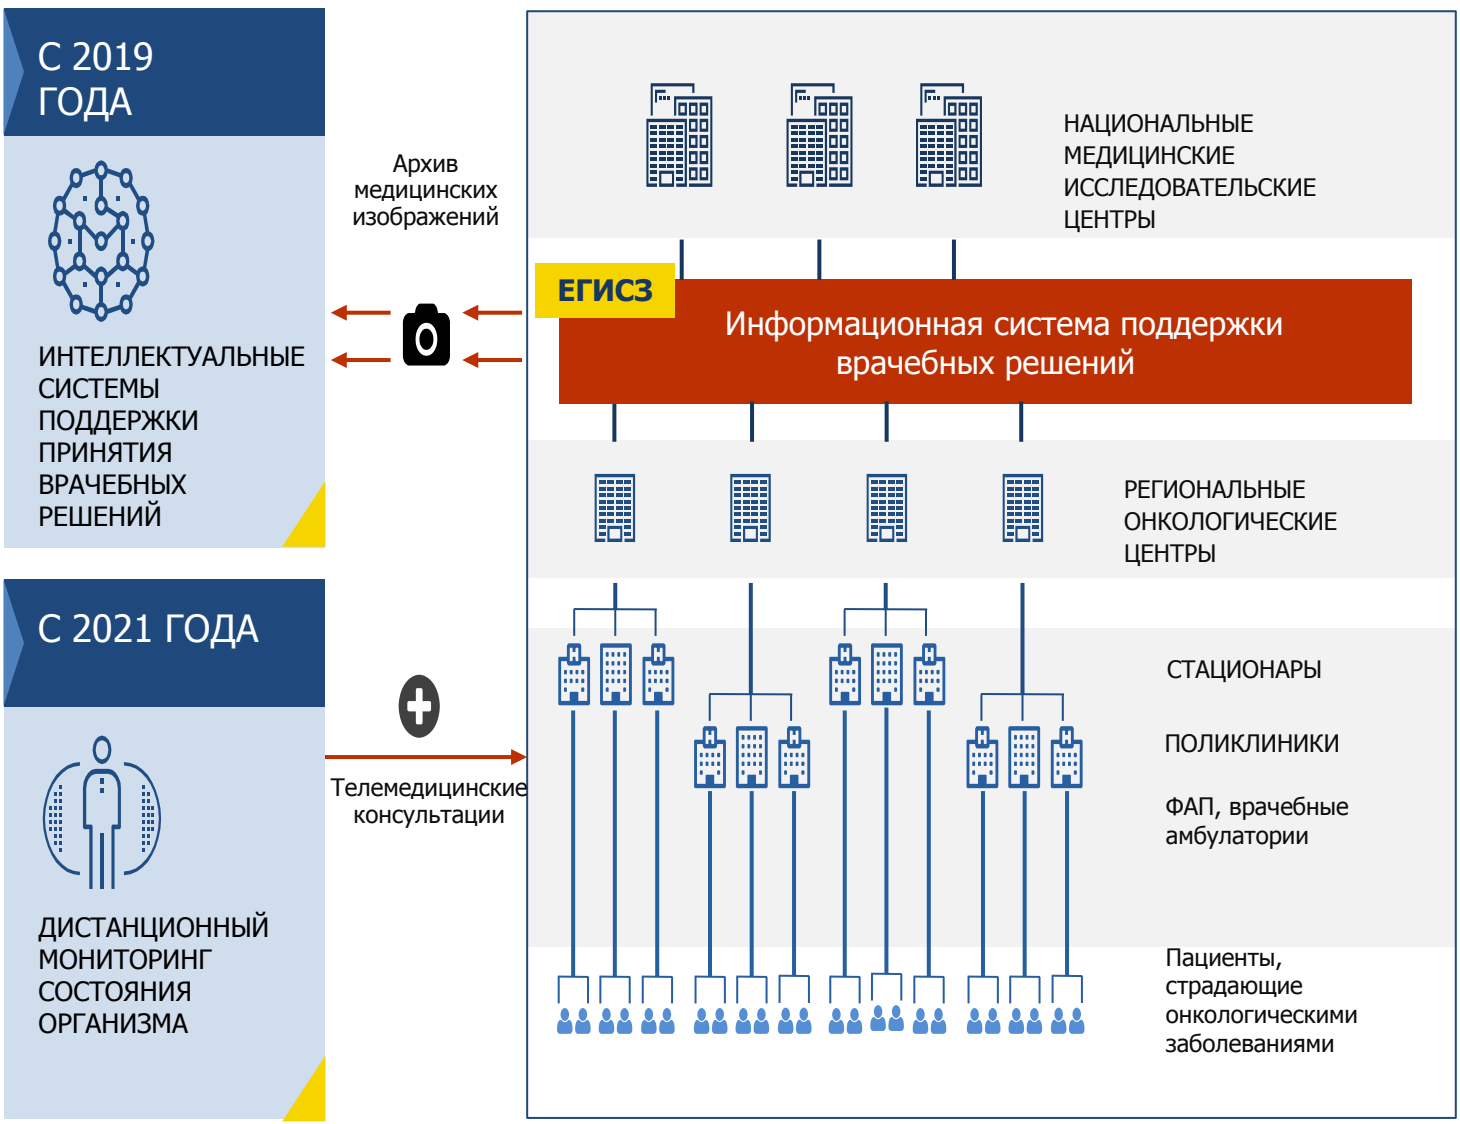 С 2019
ГОДА
ИНТЕЛЛЕКТУАЛЬНЫЕ
СИСТЕМЫ
ПОДДЕРЖКИ
ПРИНЯТИЯ
ВРАЧЕБНЫХ
РЕШЕНИЙ
С 2021 ГОДА
ДИСТАНЦИОННЫЙ
МОНИТОРИНГ
СОСТОЯНИЯ
ОРГАНИЗМА
Архив
медицинских
изображений
Телемедицинские
консультации
НАЦИОНАЛЬНЫЕ
МЕДИЦИНСКИЕ
ИССЛЕДОВАТЕЛЬСКИЕ
ЦЕНТРЫ
ЕГИСЗ
Информационная система поддержки
врачебных решений
РЕГИОНАЛЬНЫЕ
ОНКОЛОГИЧЕСКИЕ
ЦЕНТРЫ
СТАЦИОНАРЫ
ПОЛИКЛИНИКИ
ФАП, врачебные
амбулатории
Пациенты,
страдающие
онкологическими
заболеваниями